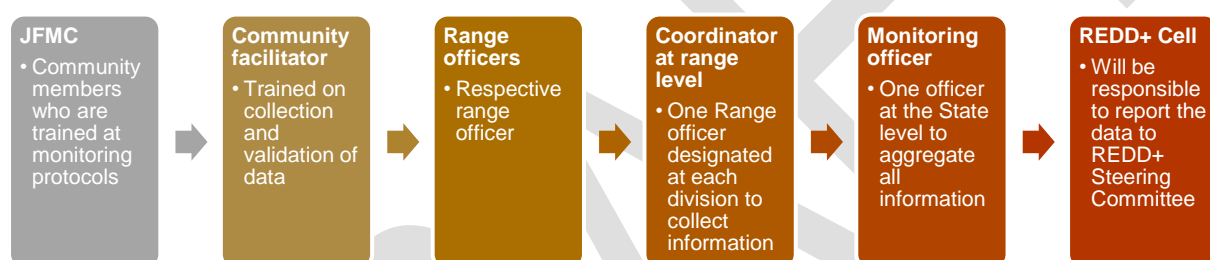 JFMC
• Community
members
who are
trained at
monitoring
protocols
Community
facilitator
• Trained on
collection
and
validation of
data
Range
officers
• Respective
range
officer
Coordinator
at range
level
• One Range
officer
designated
at each
division to
collect
information
Monitoring
officer
• One officer
at the State
level to
aggregate
all
information
REDD+ Cell
• Will be
responsible
to report the
data to
REDD+
Steering
Committee